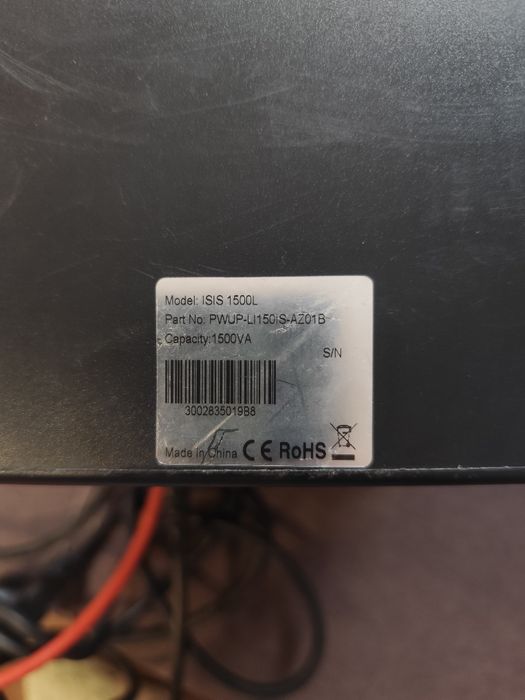 Model: ISIS 1500L
Part No: PWUP-LI150IS-AZ01B
Capacity:1500VA
S/N
3002835019B8
Made in China CE RoHS